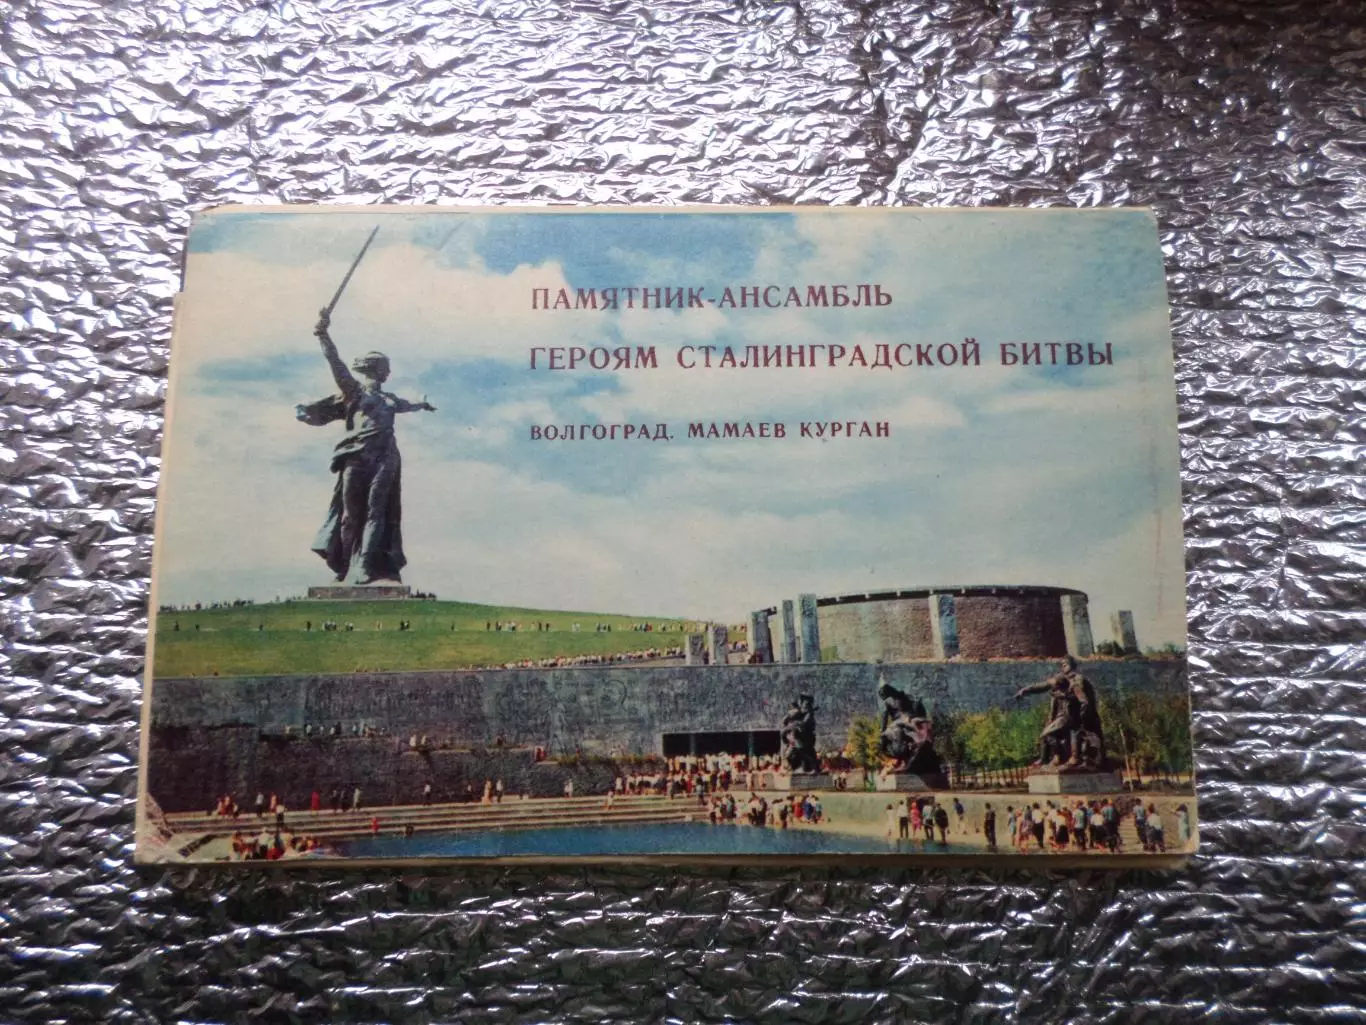 ПАМЯТНИК-АНСАМБЛЬ
ГЕРОЯМ СТАЛИНГРАДСКОЙ БИТВЫ
ВОЛГОГРАД. МАМАЕВ КУРГАН